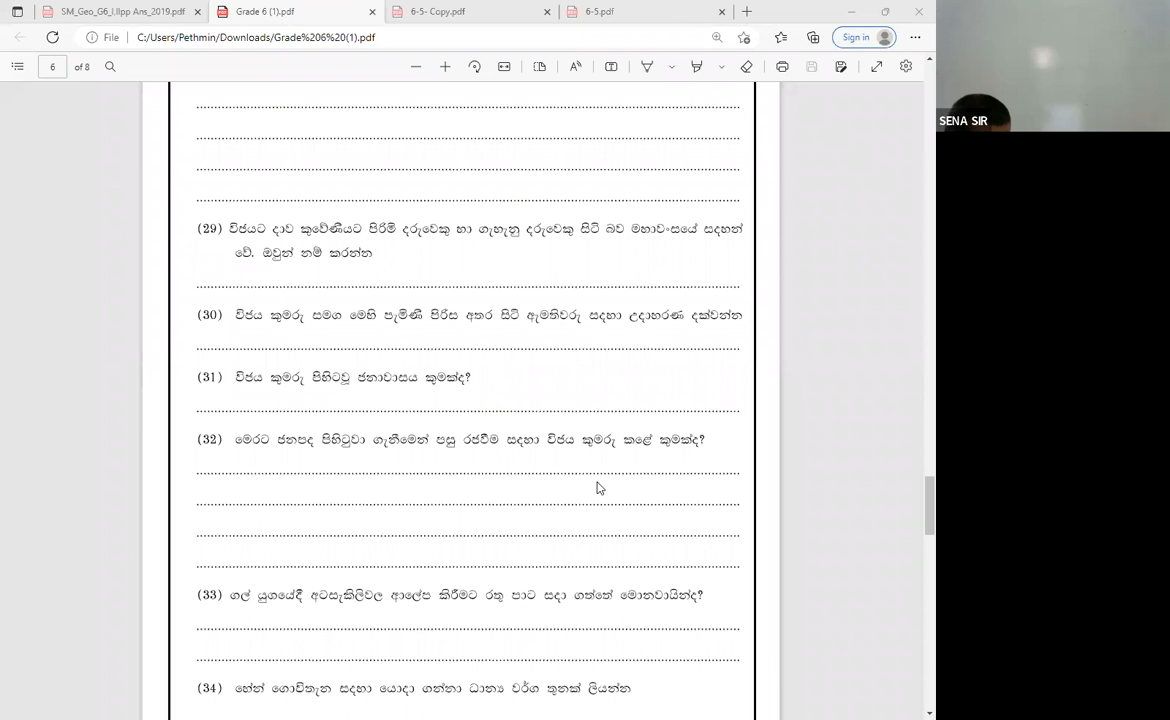 SM_Geo_G6_I,IIpp Ans_2019.pdf
Grade 6 (1).pdf
6-5- Copy.pdf
6-5.pdf
File
C:/Users/Pethmin/Downloads/Grade%206%20(1).pdf
Sign in
6 of 8
SENA SIR
(29) විජයට දාව කුවේණියට පිරිමි දරුවෙකු හා ගැහැනු දරුවෙකු සිටි බව මහාවංසයේ සදහන්
වේ. ඔවුන් නම් කරන්න
(30) විජය කුමරු සමග මෙහි පැමිණි පිරිස අතර සිටි ඇමතිවරු සදහා උදාහරණ දක්වන්න
(31) විජය කුමරු පිහිටවූ ජනාවාසය කුමක්ද?
(32) මෙරට ජනපද පිහිටුවා ගැනීමෙන් පසු රජවීම සදහා විජය කුමරු කළේ කුමක්ද?
(33) ගල් යුගයේදී අටසැකිලිවල ආලේප කිරීමට රතු පාට සදා ගත්තේ මොනවායින්ද?
(34) හේන් ගොවිතැන සදහා යොදා ගන්නා ධාන්‍ය වර්ග තුනක් ලියන්න